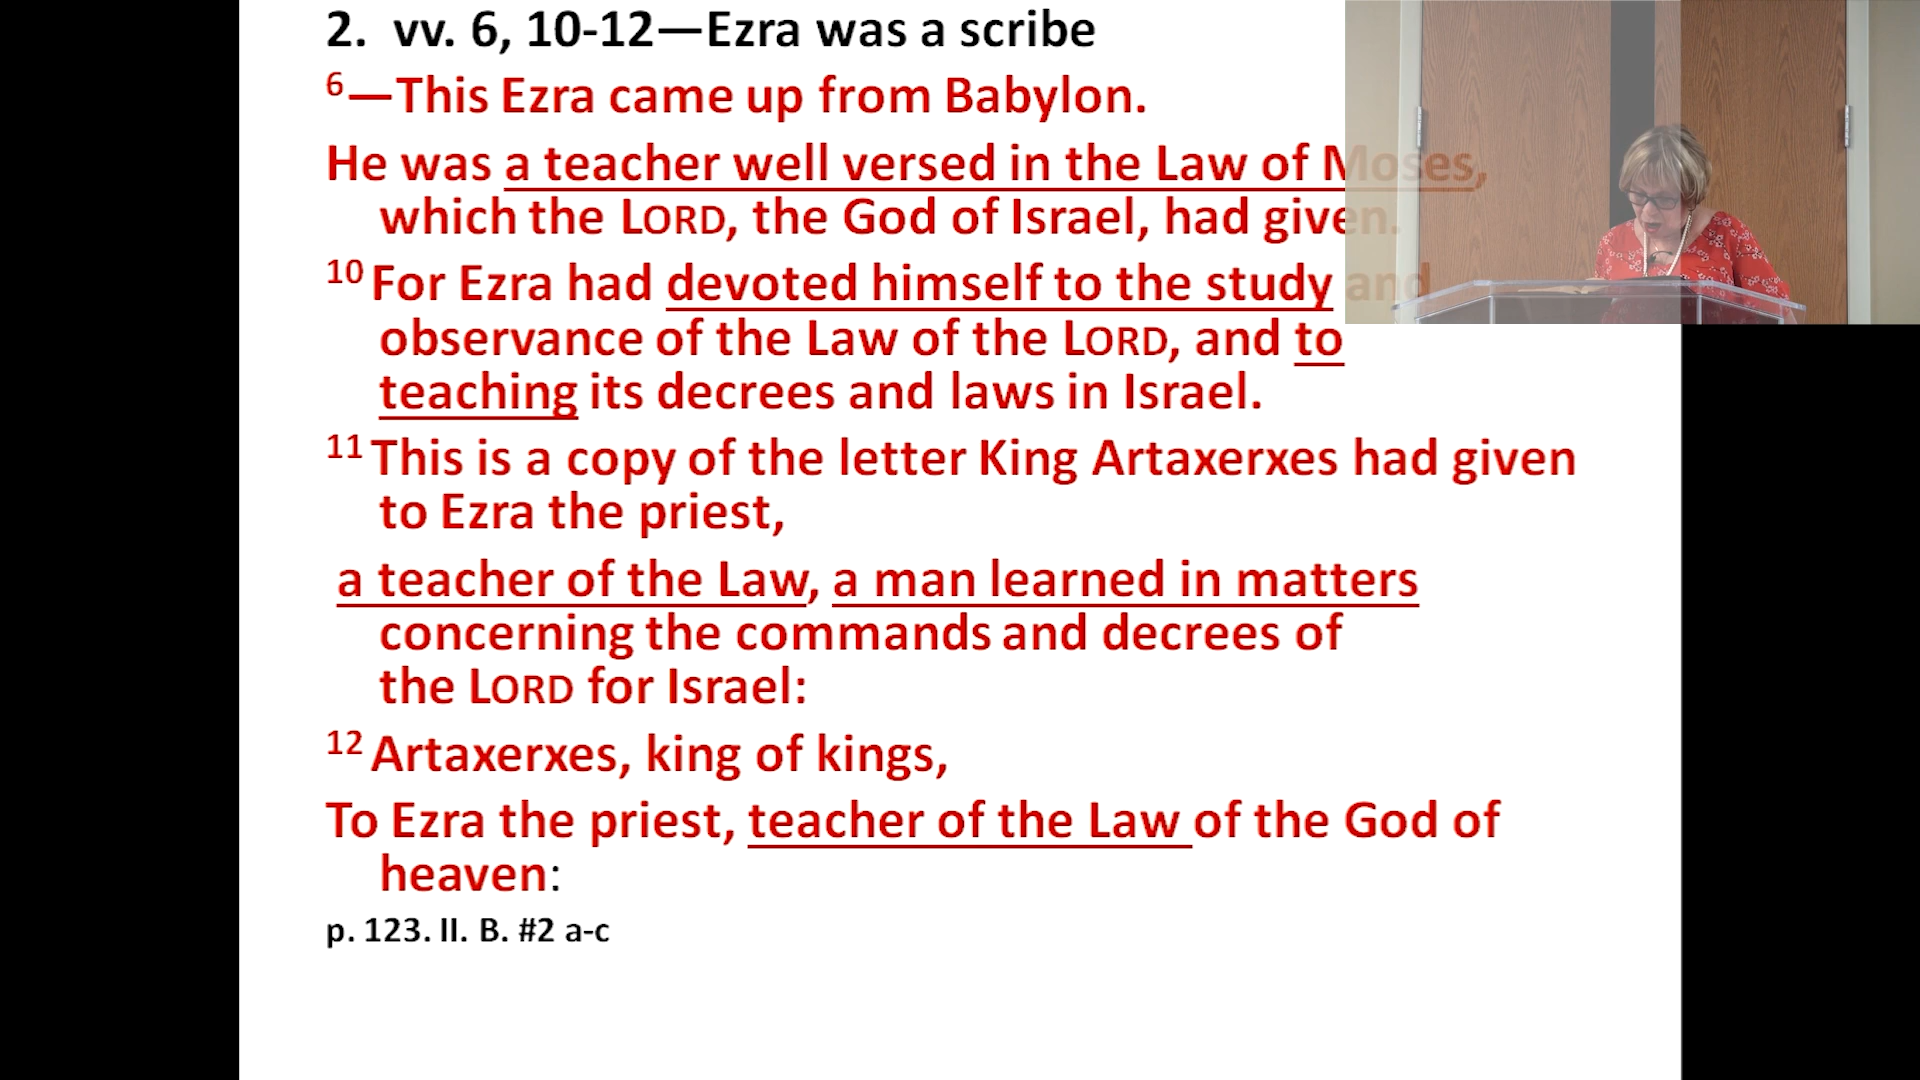 2. vv. 6, 10-12—Ezra was a scribe
6—This Ezra came up from Babylon.
He was a teacher well versed in the Law of Moses,
which the LORD, the God of Israel, had given.
10 For Ezra had devoted himself to the study and
observance of the Law of the LORD, and to
teaching its decrees and laws in Israel.
11 This is a copy of the letter King Artaxerxes had given
to Ezra the priest,
a teacher of the Law, a man learned in matters
concerning the commands and decrees of
the LORD for Israel:
12 Artaxerxes, king of kings,
To Ezra the priest, teacher of the Law of the God of
heaven:
p. 123. II. B. #2 a-c